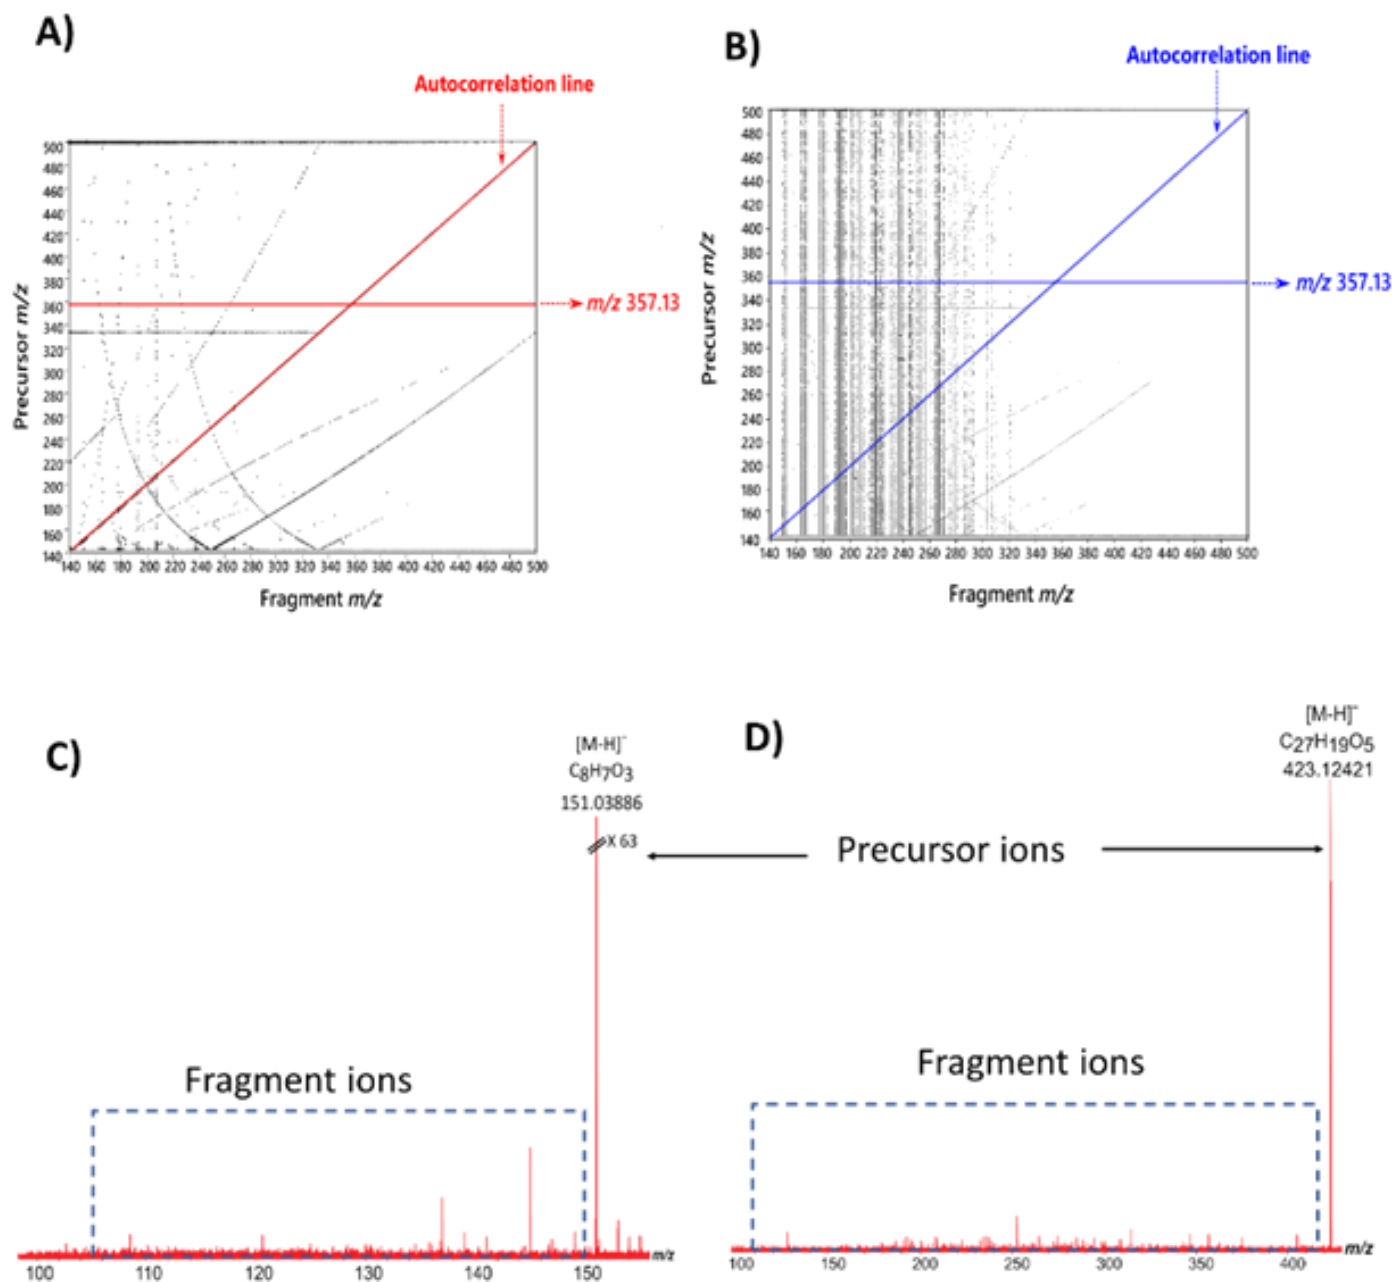 A)
Autocorrelation line
500
480
460
440
420
400
380
360
340
320
300
280
260
240
220
200
180
160
140
Precursor m/z
m/z 357.13
140 160 180 200 220 240 260 280 300 320 340 360 380 400 420 440 460 480 500
Fragment m/z
B)
Autocorrelation line
500
480
460
440
420
400
380
360
340
320
300
280
260
240
220
200
180
160
140
Precursor m/z
m/z 357.13
140 160 180 200 220 240 260 280 300 320 340 360 380 400 420 440 460 480 500
Fragment m/z
C)
[M-H]⁻
C₈H₇O₃
151.03886
X 63
Precursor ions
Fragment ions
m/z
100 110 120 130 140 150
D)
[M-H]⁻
C₂₇H₁₉O₅
423.12421
Fragment ions
m/z
100 150 200 250 300 350 400